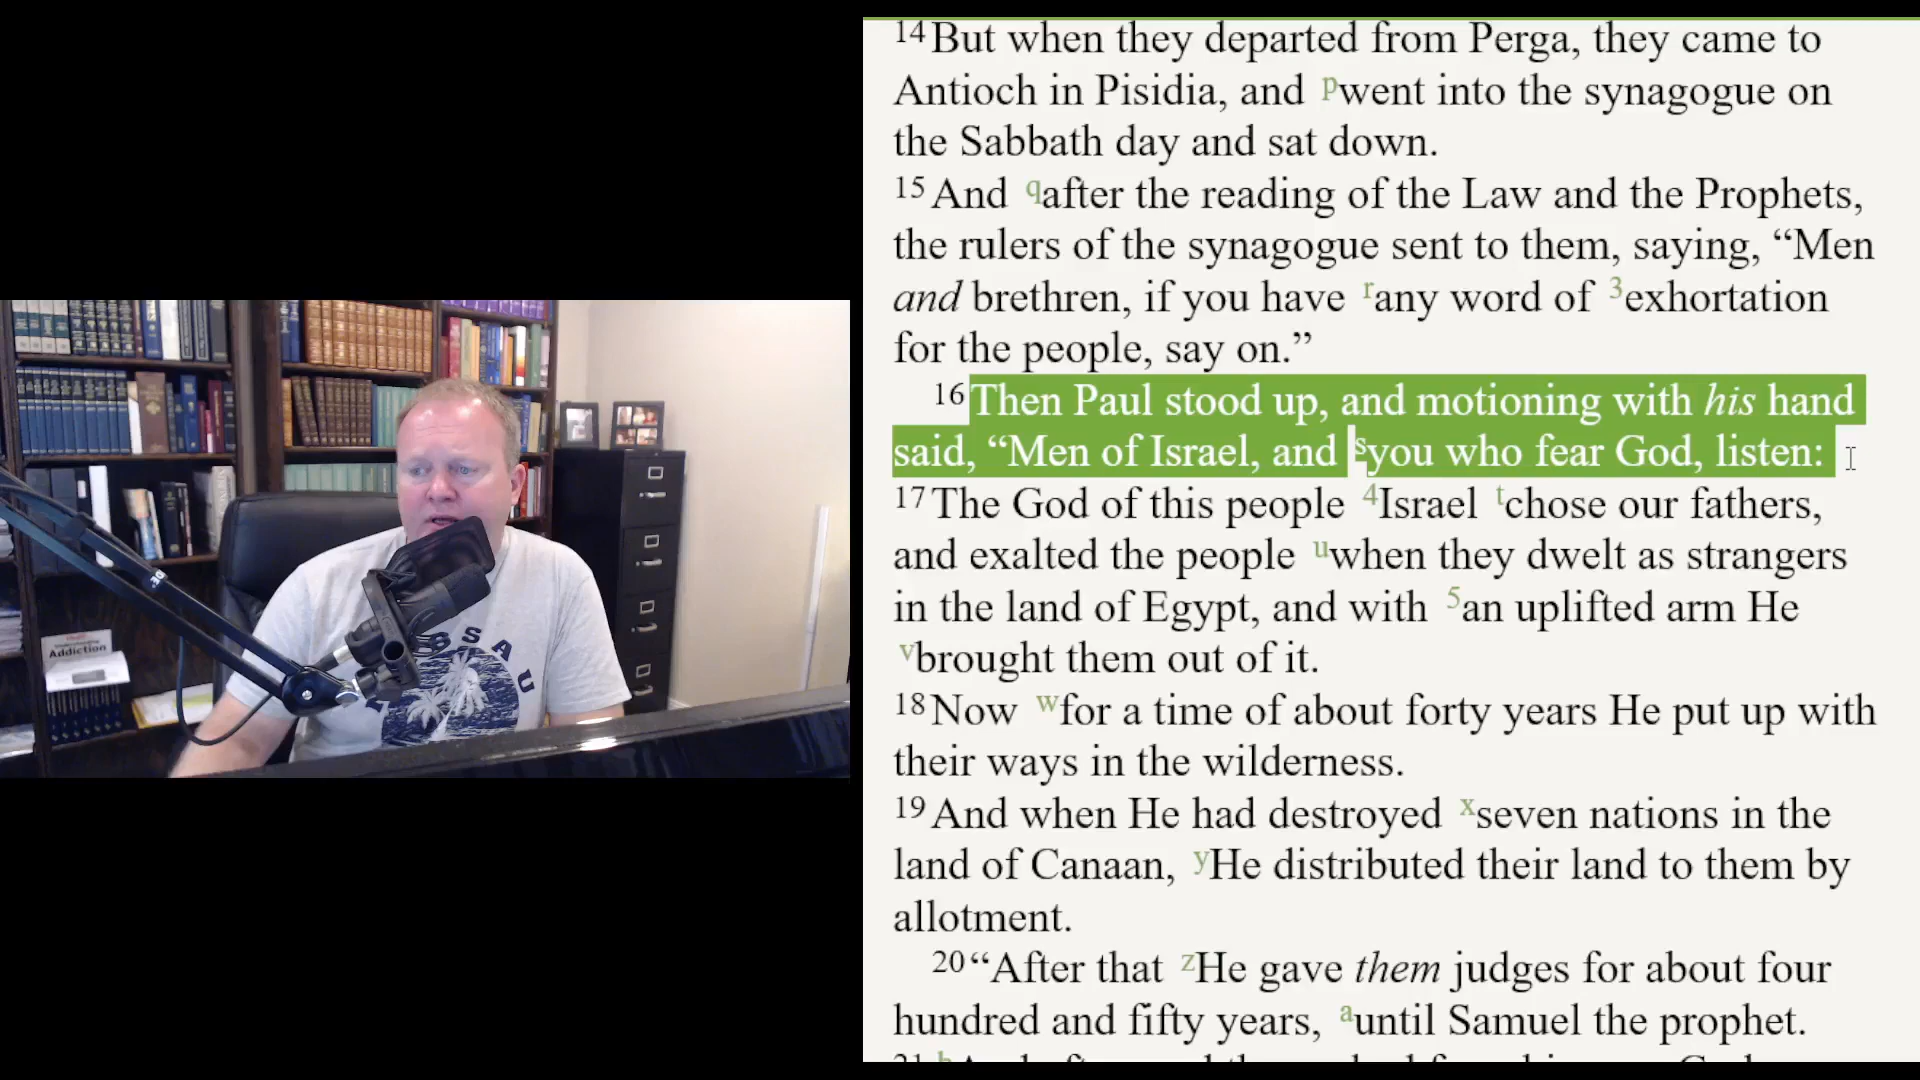 14 But when they departed from Perga, they came to
Antioch in Pisidia, and pwent into the synagogue on
the Sabbath day and sat down.
15 And qafter the reading of the Law and the Prophets,
the rulers of the synagogue sent to them, saying, “Men
and brethren, if you have rany word of 3exhortation
for the people, say on.”
16 Then Paul stood up, and motioning with his hand
said, “Men of Israel, and syou who fear God, listen:
17 The God of this people 4Israel tchose our fathers,
and exalted the people uwhen they dwelt as strangers
in the land of Egypt, and with 5an uplifted arm He
vbrought them out of it.
18 Now wfor a time of about forty years He put up with
their ways in the wilderness.
19 And when He had destroyed xseven nations in the
land of Canaan, yHe distributed their land to them by
allotment.
20 “After that zHe gave them judges for about four
hundred and fifty years, auntil Samuel the prophet.
Addiction